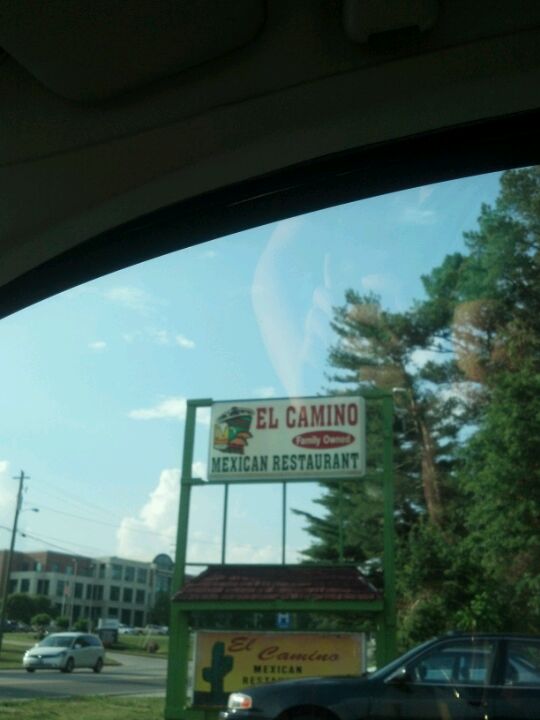 EL CAMINO
Family Owned
MEXICAN RESTAURANT
El Camino
MEXICAN